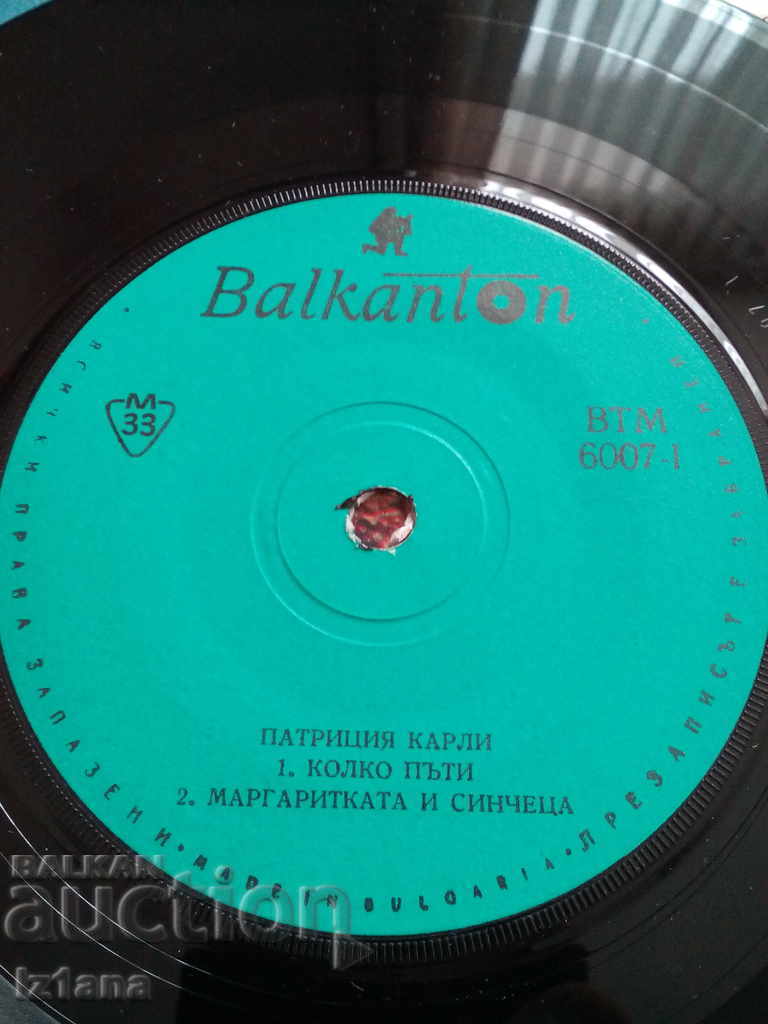 Balkanton
M
33
ВТМ
6007-I
ПАТРИЦИЯ КАРЛИ
1. КОЛКО ПЪТИ
2. МАРГАРИТКАТА И СИНЧЕЦА
ВСИЧКИ ПРАВА ЗАПАЗЕНИ • MADE IN BULGARIA • ПРЕЗАПИСЪТ Е ЗАБРАНЕН
BALKAN
auction
iz1ana